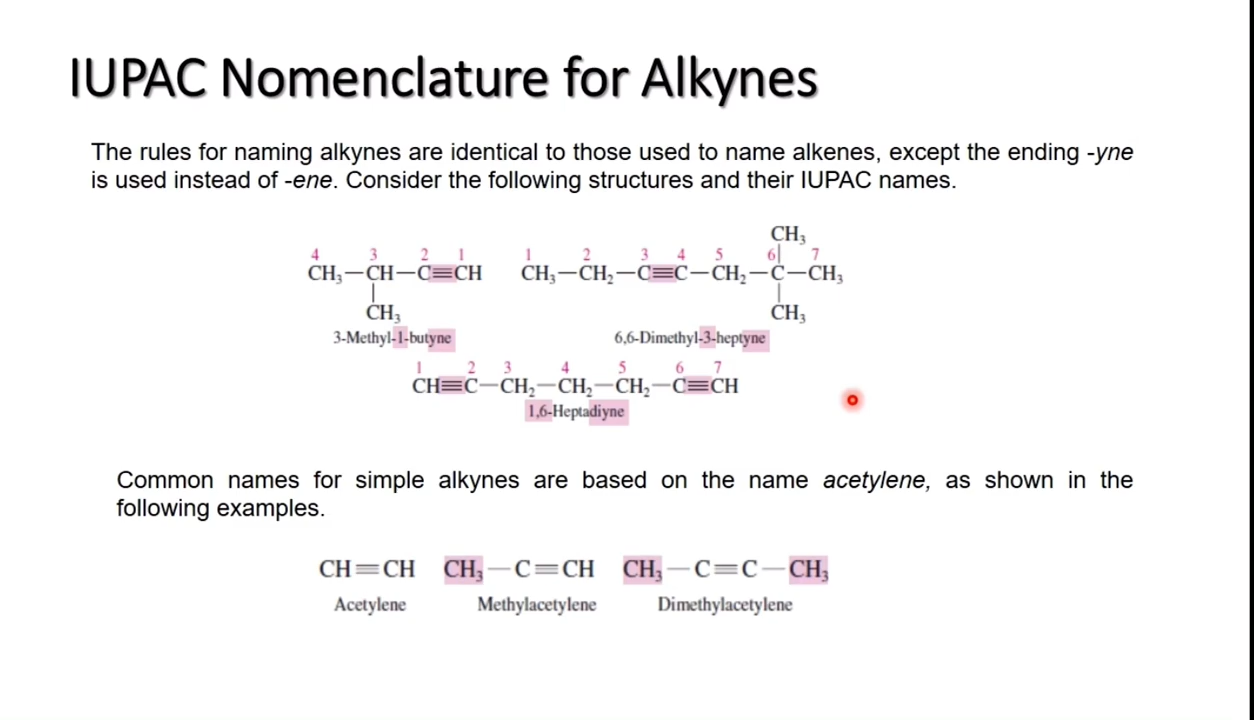 IUPAC Nomenclature for Alkynes
The rules for naming alkynes are identical to those used to name alkenes, except the ending -yne
is used instead of -ene. Consider the following structures and their IUPAC names.
CH₃
4 3 2 1 1 2 3 4 5 6 7
CH₃—CH—C≡CH CH₃—CH₂—C≡C—CH₂—C—CH₃
CH₃ CH₃
3-Methyl-1-butyne 6,6-Dimethyl-3-heptyne
1 2 3 4 5 6 7
CH≡C—CH₂—CH₂—CH₂—C≡CH
1,6-Heptadiyne
Common names for simple alkynes are based on the name acetylene, as shown in the
following examples.
CH≡CH CH₃—C≡CH CH₃—C≡C—CH₃
Acetylene Methylacetylene Dimethylacetylene